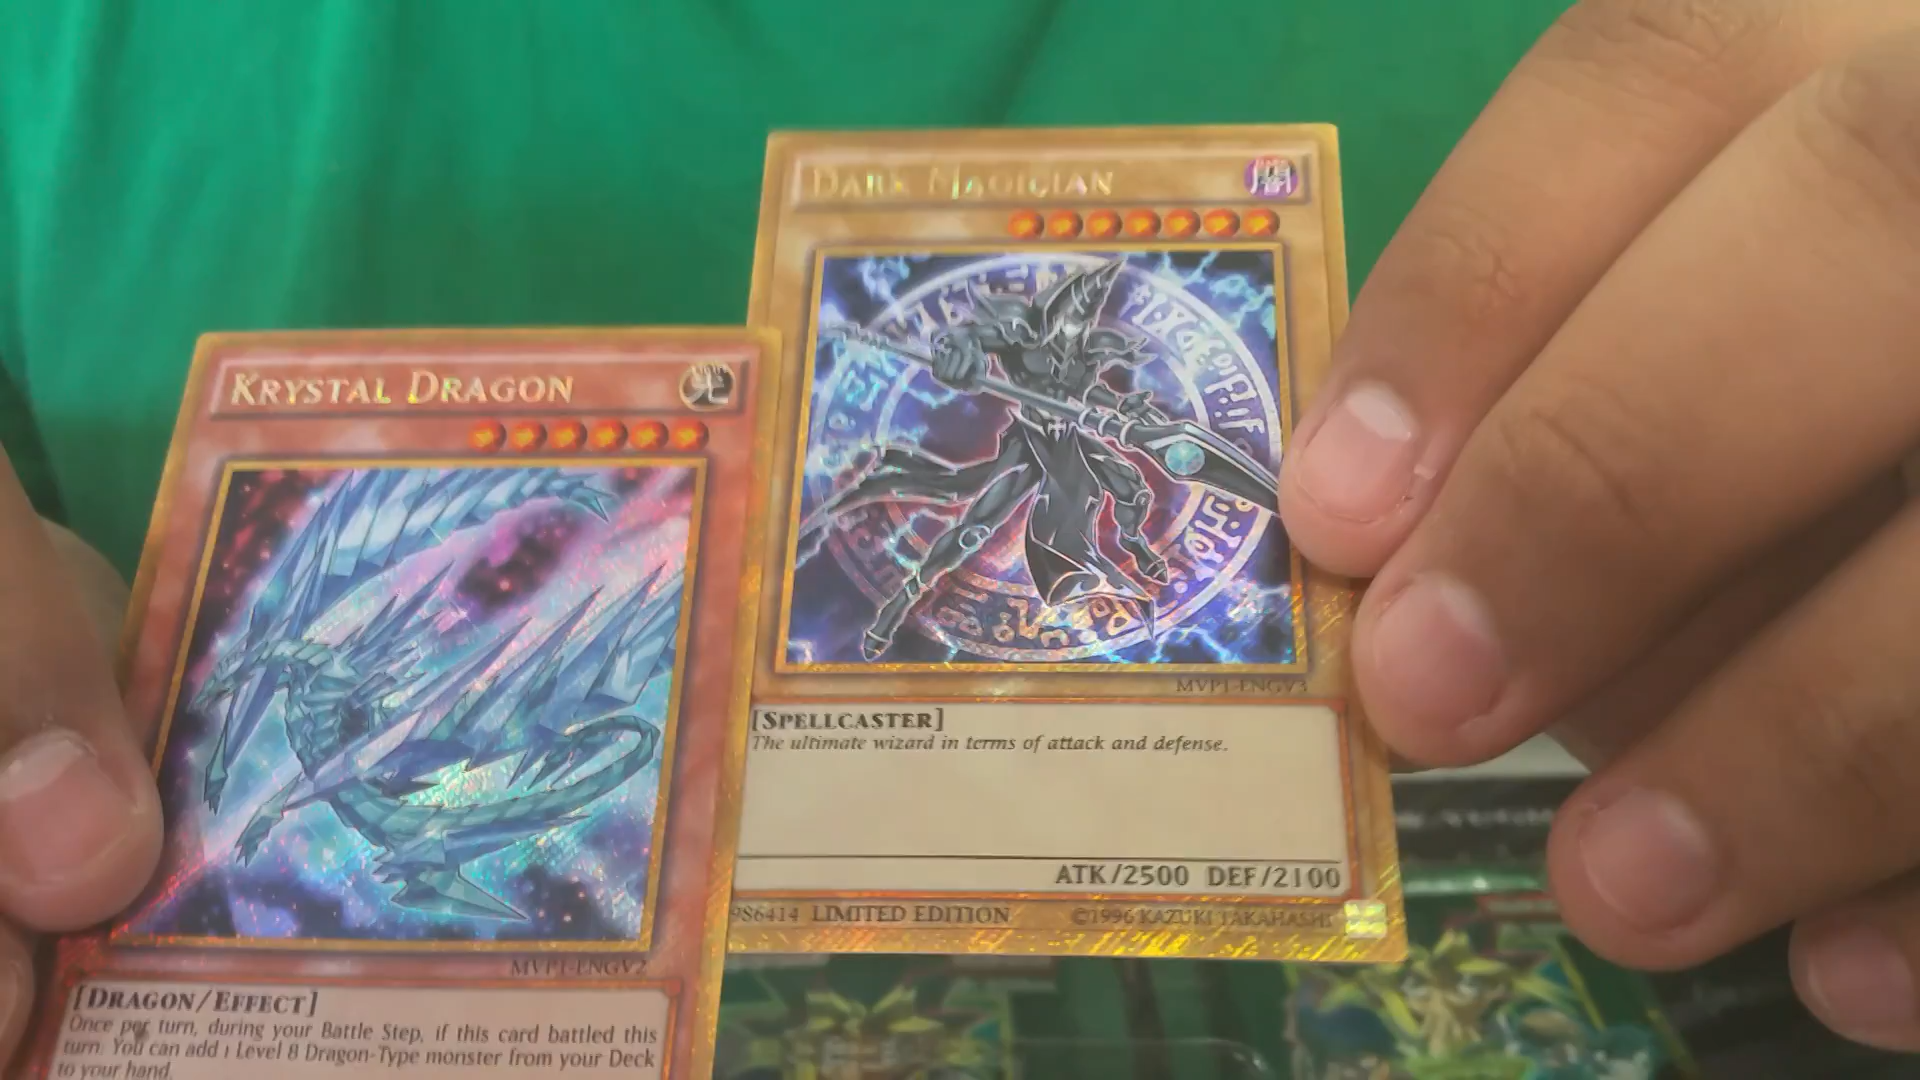 DARK MAGICIAN
闇
MVP1-ENGV3
[SPELLCASTER]
The ultimate wizard in terms of attack and defense.
ATK/2500 DEF/2100
986414 LIMITED EDITION ©1996 KAZUKI TAKAHASHI
KRYSTAL DRAGON
光
MVP1-ENGV2
[DRAGON/EFFECT]
Once per turn, during your Battle Step, if this card battled this
turn: You can add 1 Level 8 Dragon-Type monster from your Deck
to your hand.